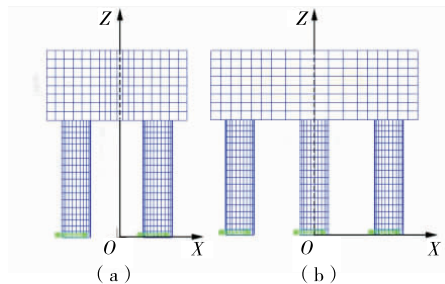 Z Z
O X O X
（a） （b）